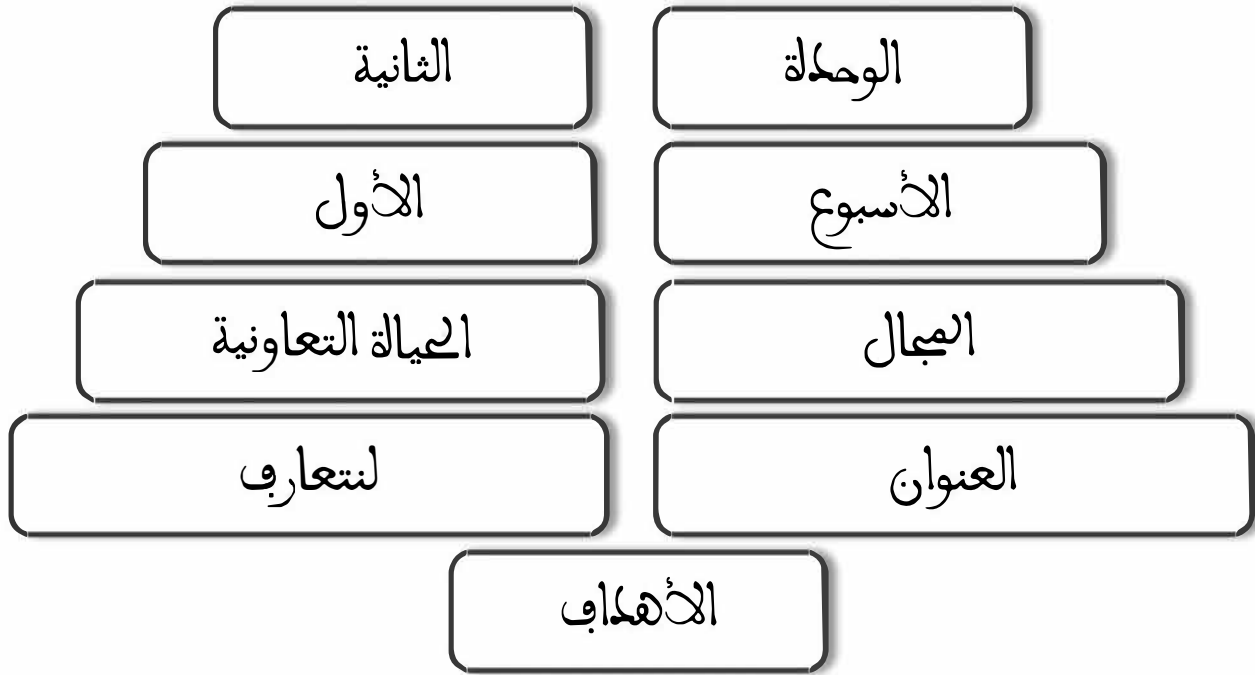 الوحدة الثانية
الأسبوع الأول
المجال الحياة التعاونية
العنوان لنتعارف
الأهداف